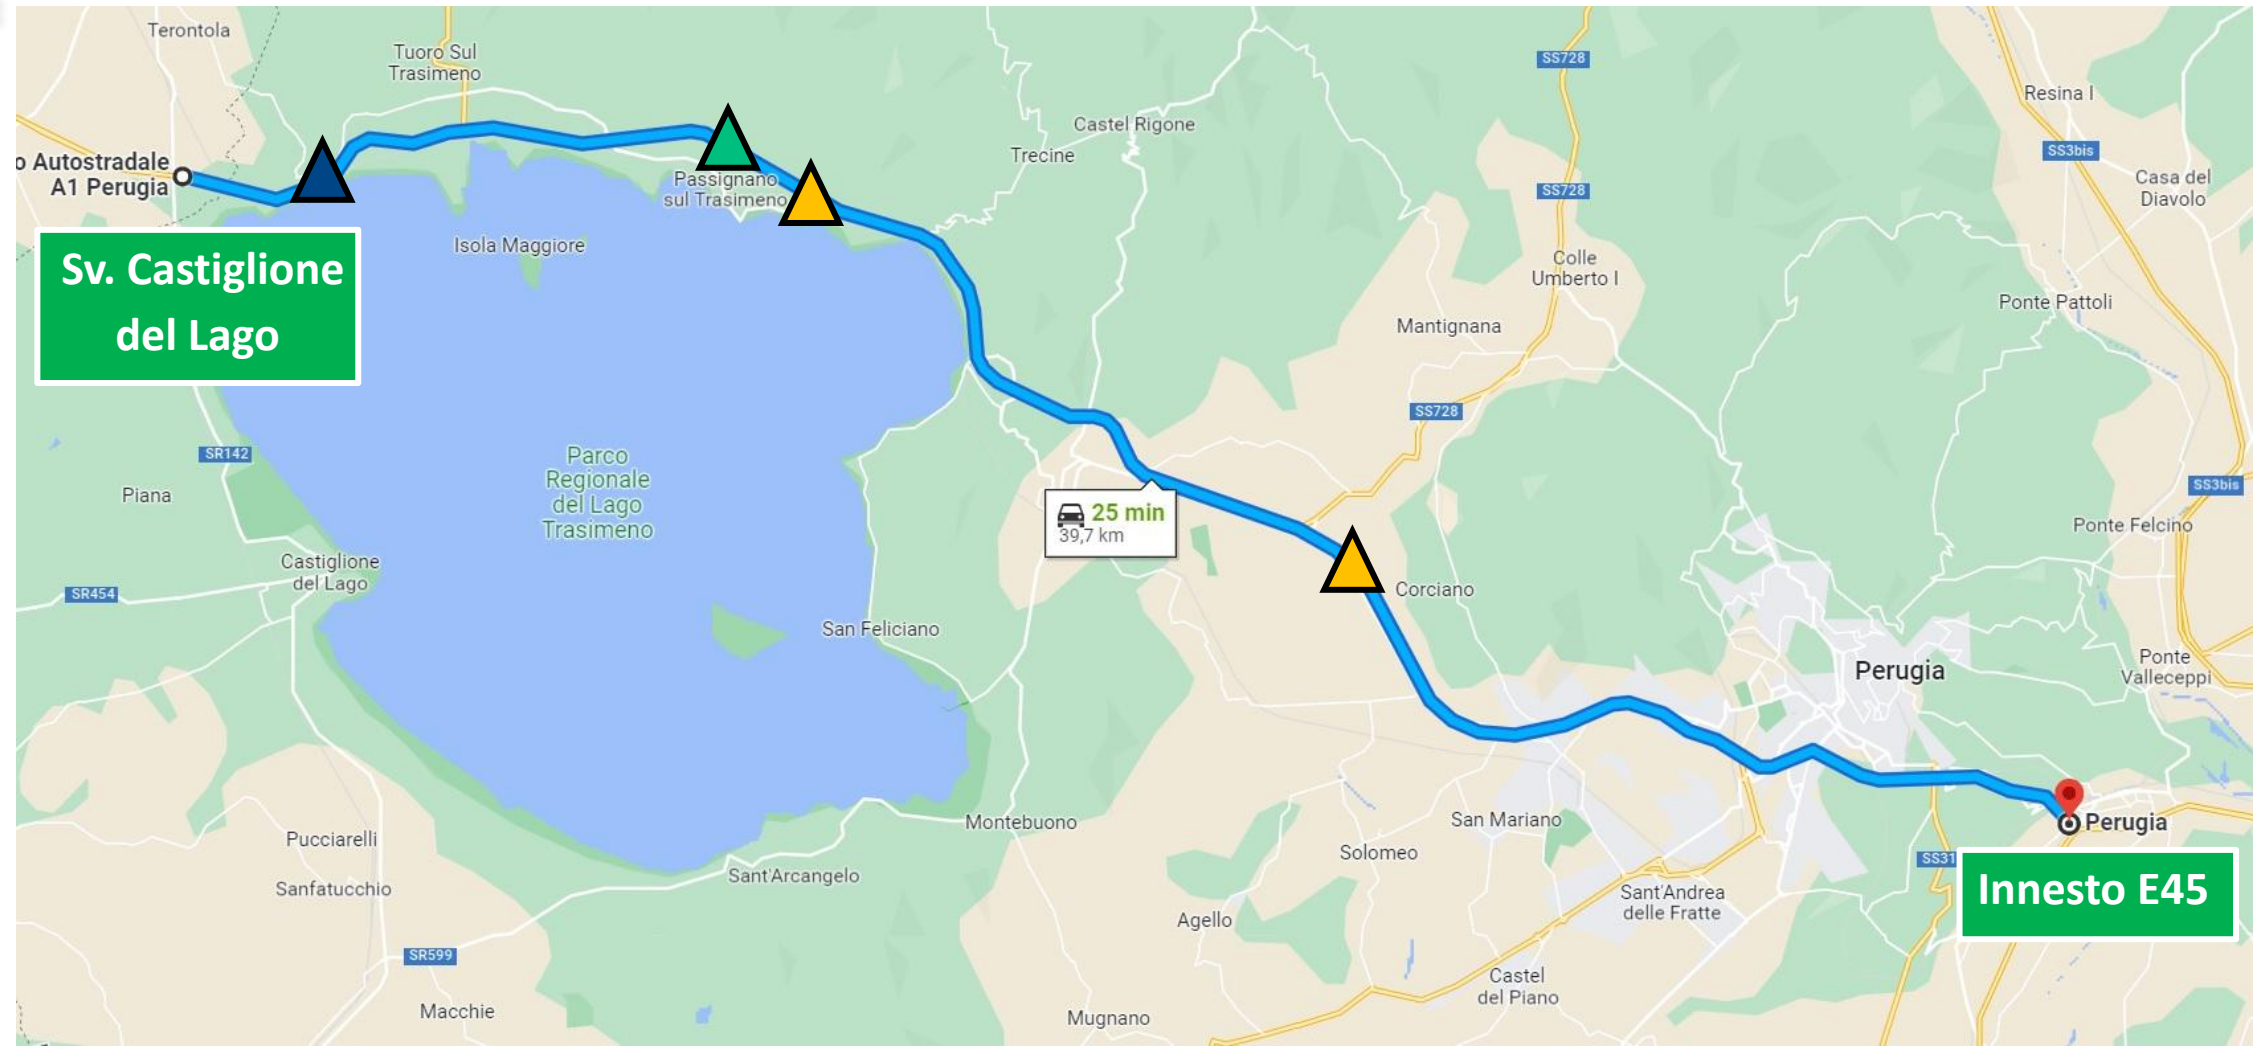 Terontola
Tuoro Sul
Trasimeno
o Autostradale
A1 Perugia
Sv. Castiglione
del Lago
Isola Maggiore
Passignano
sul Trasimeno
Castel Rigone
Trecine
SS728
SS728
Resina I
SS3bis
Casa del
Diavolo
Colle
Umberto I
Ponte Pattoli
Mantignana
SS728
SR142
Piana
Parco
Regionale
del Lago
Trasimeno
25 min
39,7 km
SS3bis
Ponte Felcino
Castiglione
del Lago
SR454
Corciano
San Feliciano
Perugia
Ponte
Valleceppi
Montebuono
San Mariano
Perugia
Pucciarelli
Solomeo
SS31
Sanfatucchio
Sant'Arcangelo
Sant'Andrea
delle Fratte
Innesto E45
Agello
SR599
Castel
del Piano
Macchie
Mugnano